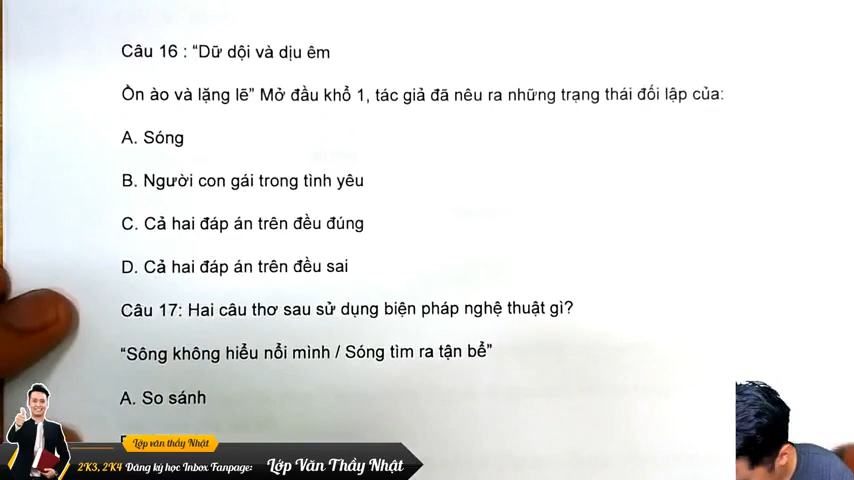 Câu 16 : "Dữ dội và dịu êm
Ồn ào và lặng lẽ" Mở đầu khổ 1, tác giả đã nêu ra những trạng thái đối lập của:
A. Sóng
B. Người con gái trong tình yêu
C. Cả hai đáp án trên đều đúng
D. Cả hai đáp án trên đều sai
Câu 17: Hai câu thơ sau sử dụng biện pháp nghệ thuật gì?
"Sông không hiểu nổi mình / Sóng tìm ra tận bể"
A. So sánh
Lớp văn thầy Nhật
2K3, 2K4 Đăng ký học Inbox Fanpage: Lớp Văn Thầy Nhật